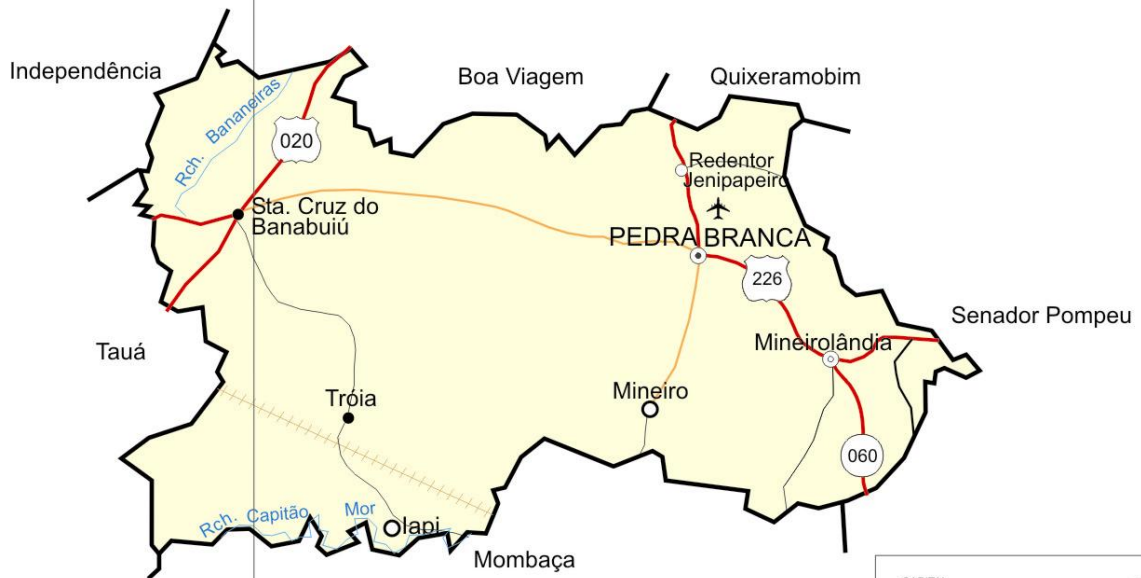 Independência
Boa Viagem
Quixeramobim
Rch. Bananeiras
020
Redentor
Jenipapeiro
Sta. Cruz do
Banabuiú
PEDRA BRANCA
226
Senador Pompeu
Tauá
Mineirolândia
Mineiro
Tróia
060
Rch. Capitão Mor
Iapi
Mombaça